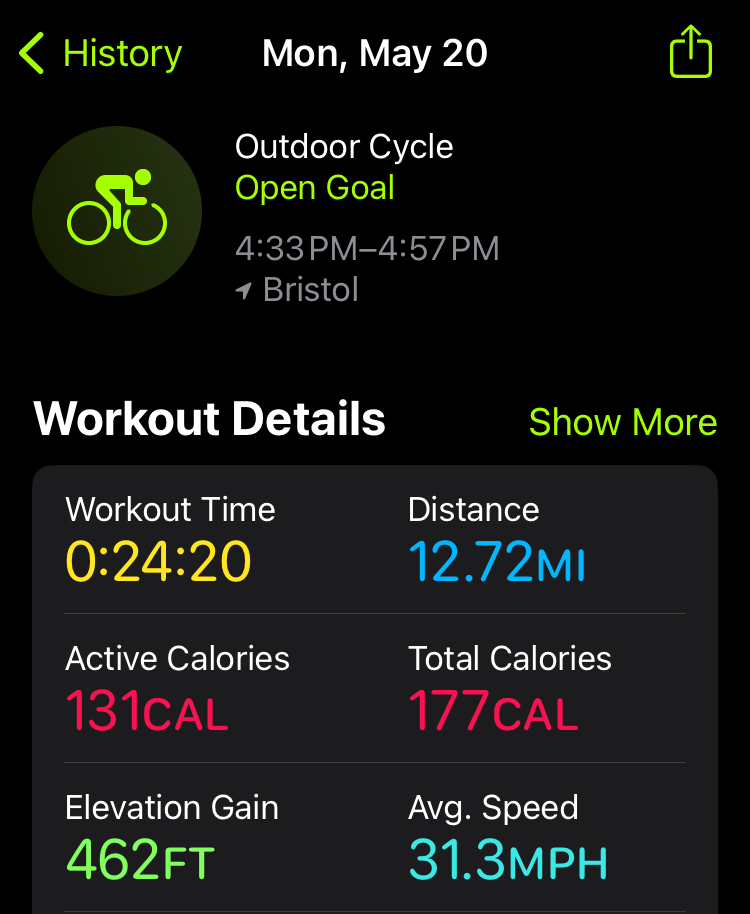 History
Mon, May 20
Outdoor Cycle
Open Goal
4:33 PM–4:57 PM
Bristol
Workout Details
Show More
Workout Time
Distance
0:24:20
12.72MI
Active Calories
Total Calories
131CAL
177CAL
Elevation Gain
Avg. Speed
462FT
31.3MPH